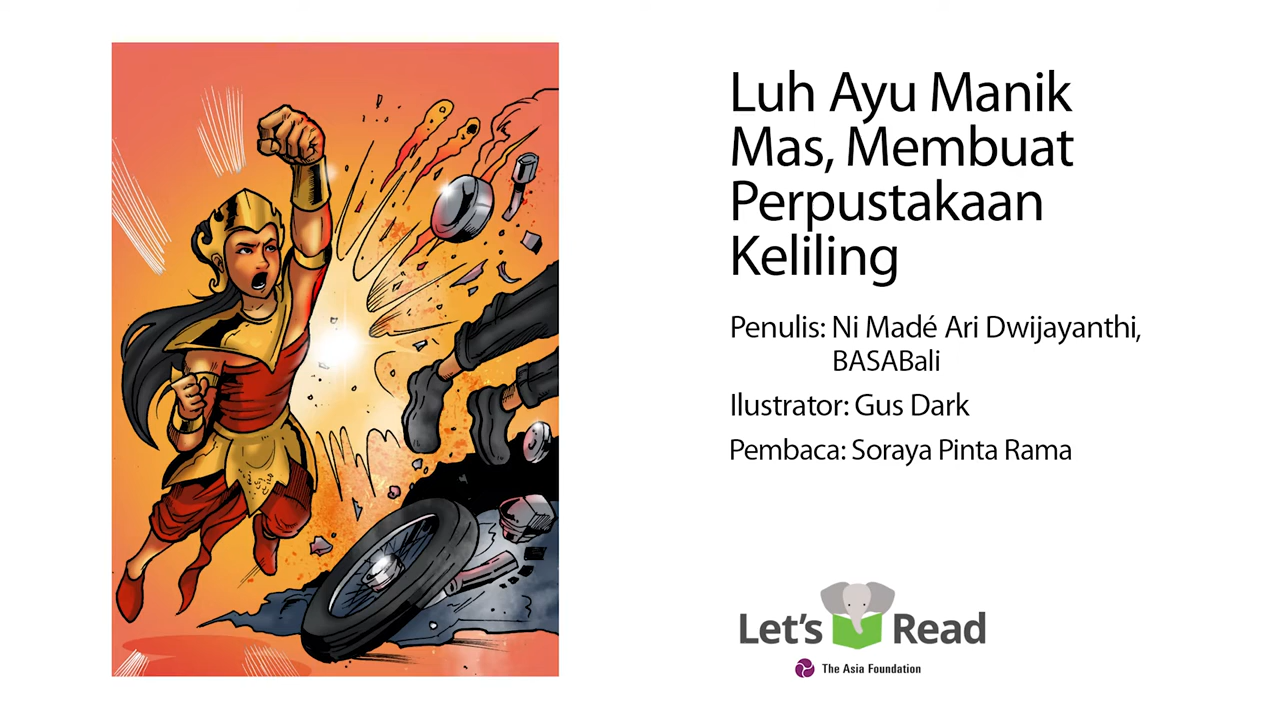 Luh Ayu Manik
Mas, Membuat
Perpustakaan
Keliling
Penulis: Ni Madé Ari Dwijayanthi,
BASABali
Ilustrator: Gus Dark
Pembaca: Soraya Pinta Rama
Let's Read
The Asia Foundation